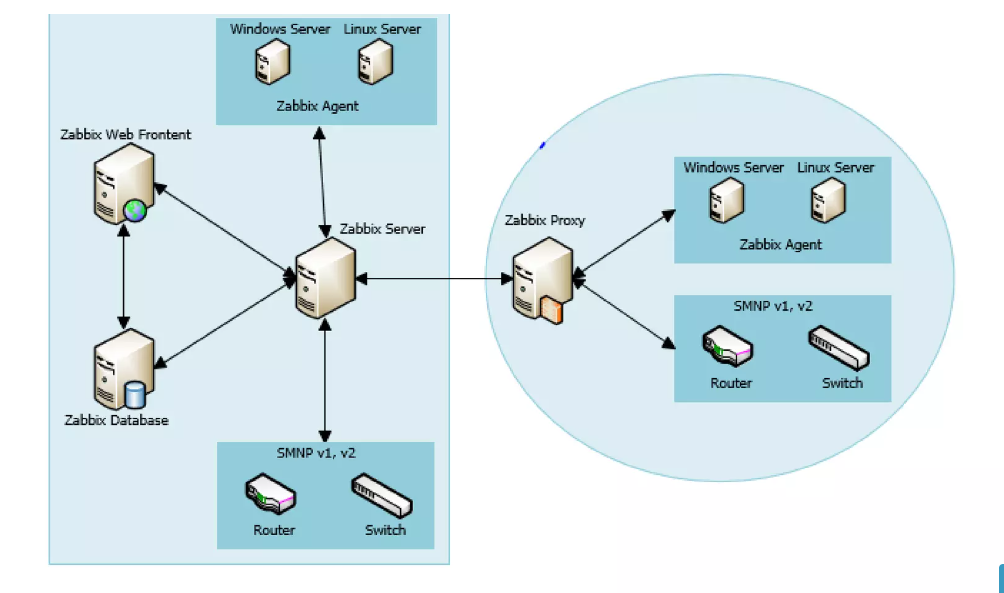 Windows Server Linux Server
Zabbix Agent
Zabbix Web Frontent
Zabbix Server
Zabbix Database
SMNP v1, v2
Router Switch
Zabbix Proxy
Windows Server Linux Server
Zabbix Agent
SMNP v1, v2
Router Switch